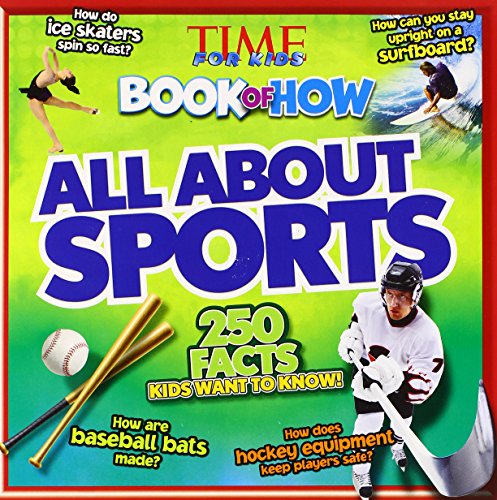 How do
ice skaters
spin so fast?
TIME
FOR KIDS
How can you stay
upright on a
surfboard?
BOOK OF HOW
ALL ABOUT
SPORTS
250
FACTS
KIDS WANT TO KNOW!
7
How are
baseball bats
made?
How does
hockey equipment
keep players safe?